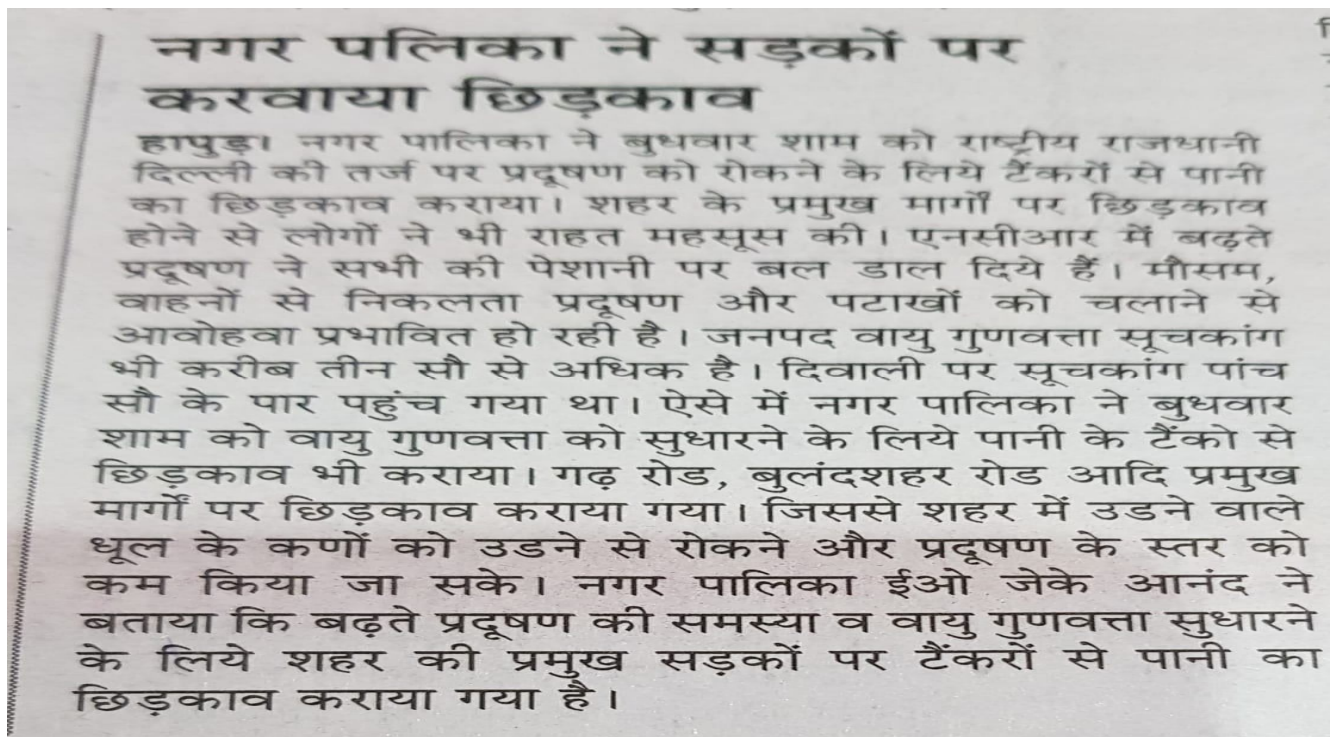 नगर पलिका ने सड़कों पर
करवाया छिड़काव
हापुड़। नगर पालिका ने बुधवार शाम को राष्ट्रीय राजधानी
दिल्ली की तर्ज पर प्रदूषण को रोकने के लिये टैंकरों से पानी
का छिड़काव कराया। शहर के प्रमुख मार्गों पर छिड़काव
होने से लोगों ने भी राहत महसूस की। एनसीआर में बढ़ते
प्रदूषण ने सभी की पेशानी पर बल डाल दिये हैं। मौसम,
वाहनों से निकलता प्रदूषण और पटाखों को चलाने से
आवोहवा प्रभावित हो रही है। जनपद वायु गुणवत्ता सूचकांग
भी करीब तीन सौ से अधिक है। दिवाली पर सूचकांग पांच
सौ के पार पहुंच गया था। ऐसे में नगर पालिका ने बुधवार
शाम को वायु गुणवत्ता को सुधारने के लिये पानी के टैंको से
छिड़काव भी कराया। गढ़ रोड, बुलंदशहर रोड आदि प्रमुख
मार्गों पर छिड़काव कराया गया। जिससे शहर में उडने वाले
धूल के कणों को उडने से रोकने और प्रदूषण के स्तर को
कम किया जा सके। नगर पालिका ईओ जेके आनंद ने
बताया कि बढ़ते प्रदूषण की समस्या व वायु गुणवत्ता सुधारने
के लिये शहर की प्रमुख सड़कों पर टैंकरों से पानी का
छिड़काव कराया गया है।